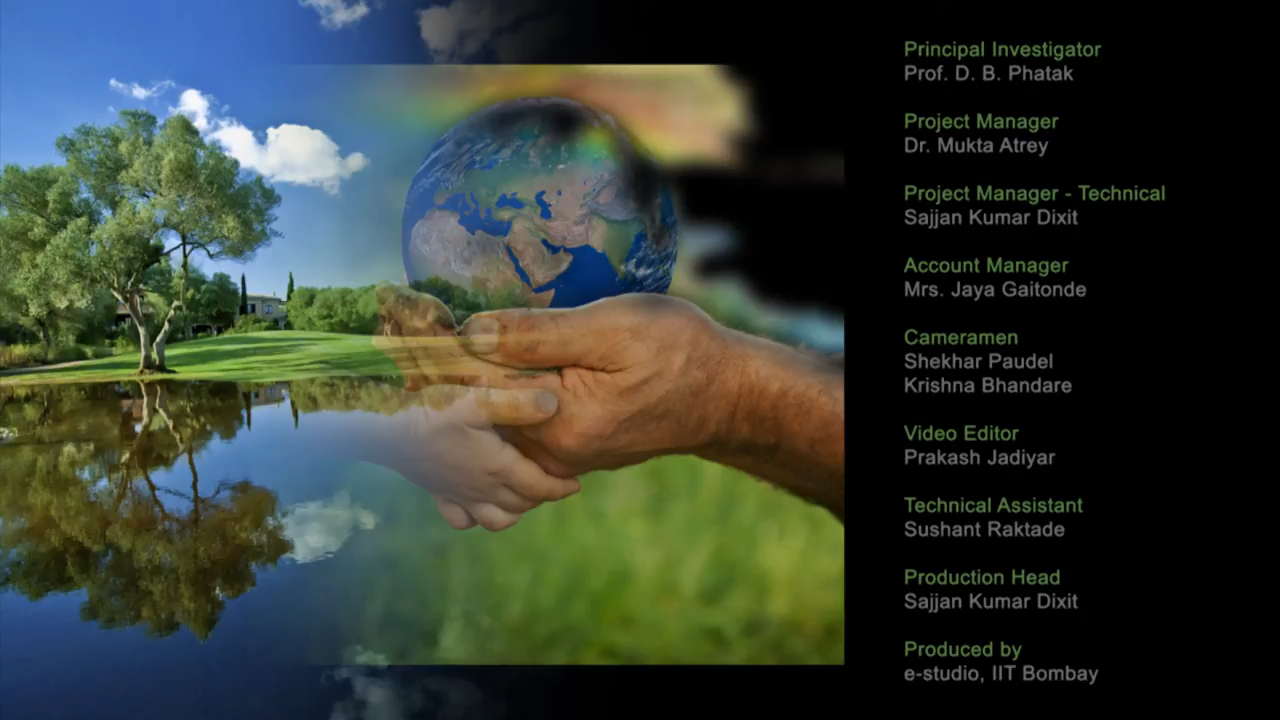 Principal Investigator
Prof. D. B. Phatak
Project Manager
Dr. Mukta Atrey
Project Manager - Technical
Sajjan Kumar Dixit
Account Manager
Mrs. Jaya Gaitonde
Cameramen
Shekhar Paudel
Krishna Bhandare
Video Editor
Prakash Jadiyar
Technical Assistant
Sushant Raktade
Production Head
Sajjan Kumar Dixit
Produced by
e-studio, IIT Bombay